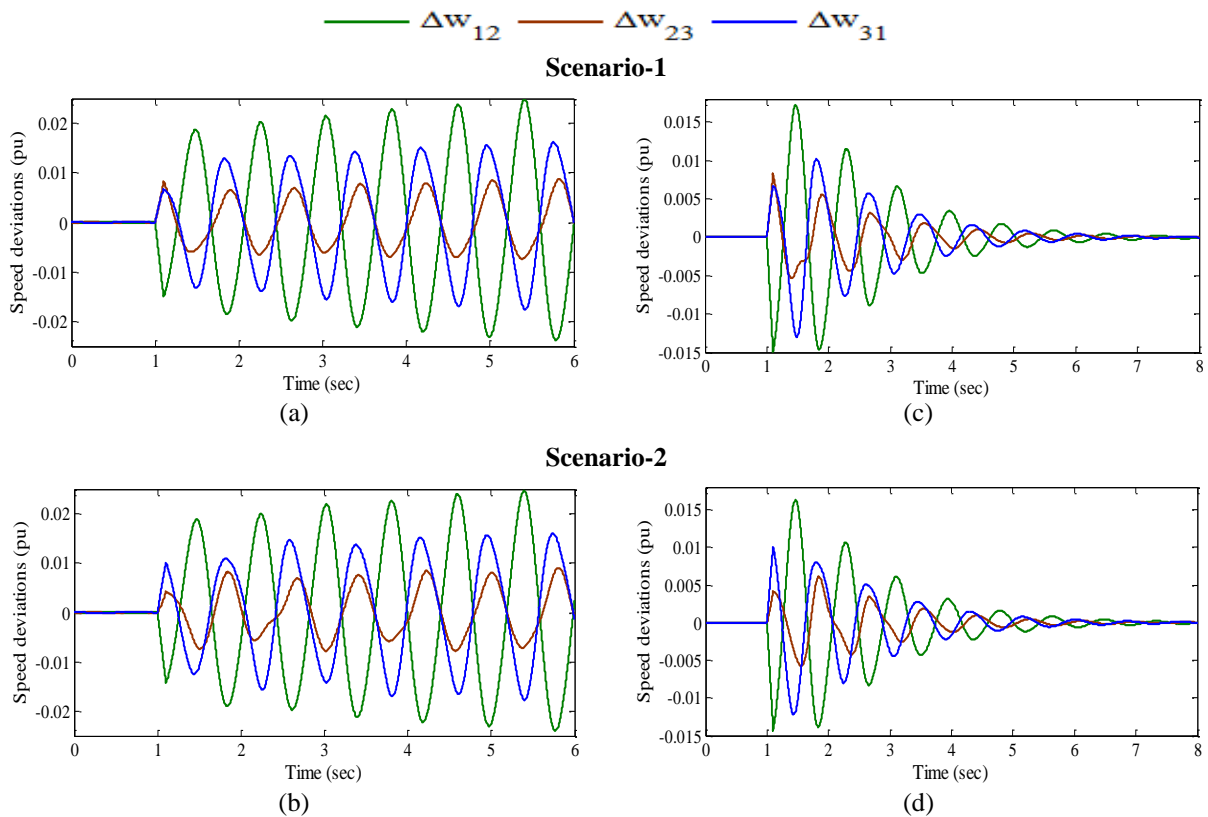 Δw12 Δw23 Δw31
Scenario-1
Speed deviations (pu)
0.02
0.01
0
-0.01
-0.02
0 1 2 3 4 5 6
Time (sec)
(a)
Speed deviations (pu)
0.015
0.01
0.005
0
-0.005
-0.01
-0.015
0 1 2 3 4 5 6 7 8
Time (sec)
(c)
Scenario-2
Speed deviations (pu)
0.02
0.01
0
-0.01
-0.02
0 1 2 3 4 5 6
Time (sec)
(b)
Speed deviations (pu)
0.015
0.01
0.005
0
-0.005
-0.01
-0.015
0 1 2 3 4 5 6 7 8
Time (sec)
(d)